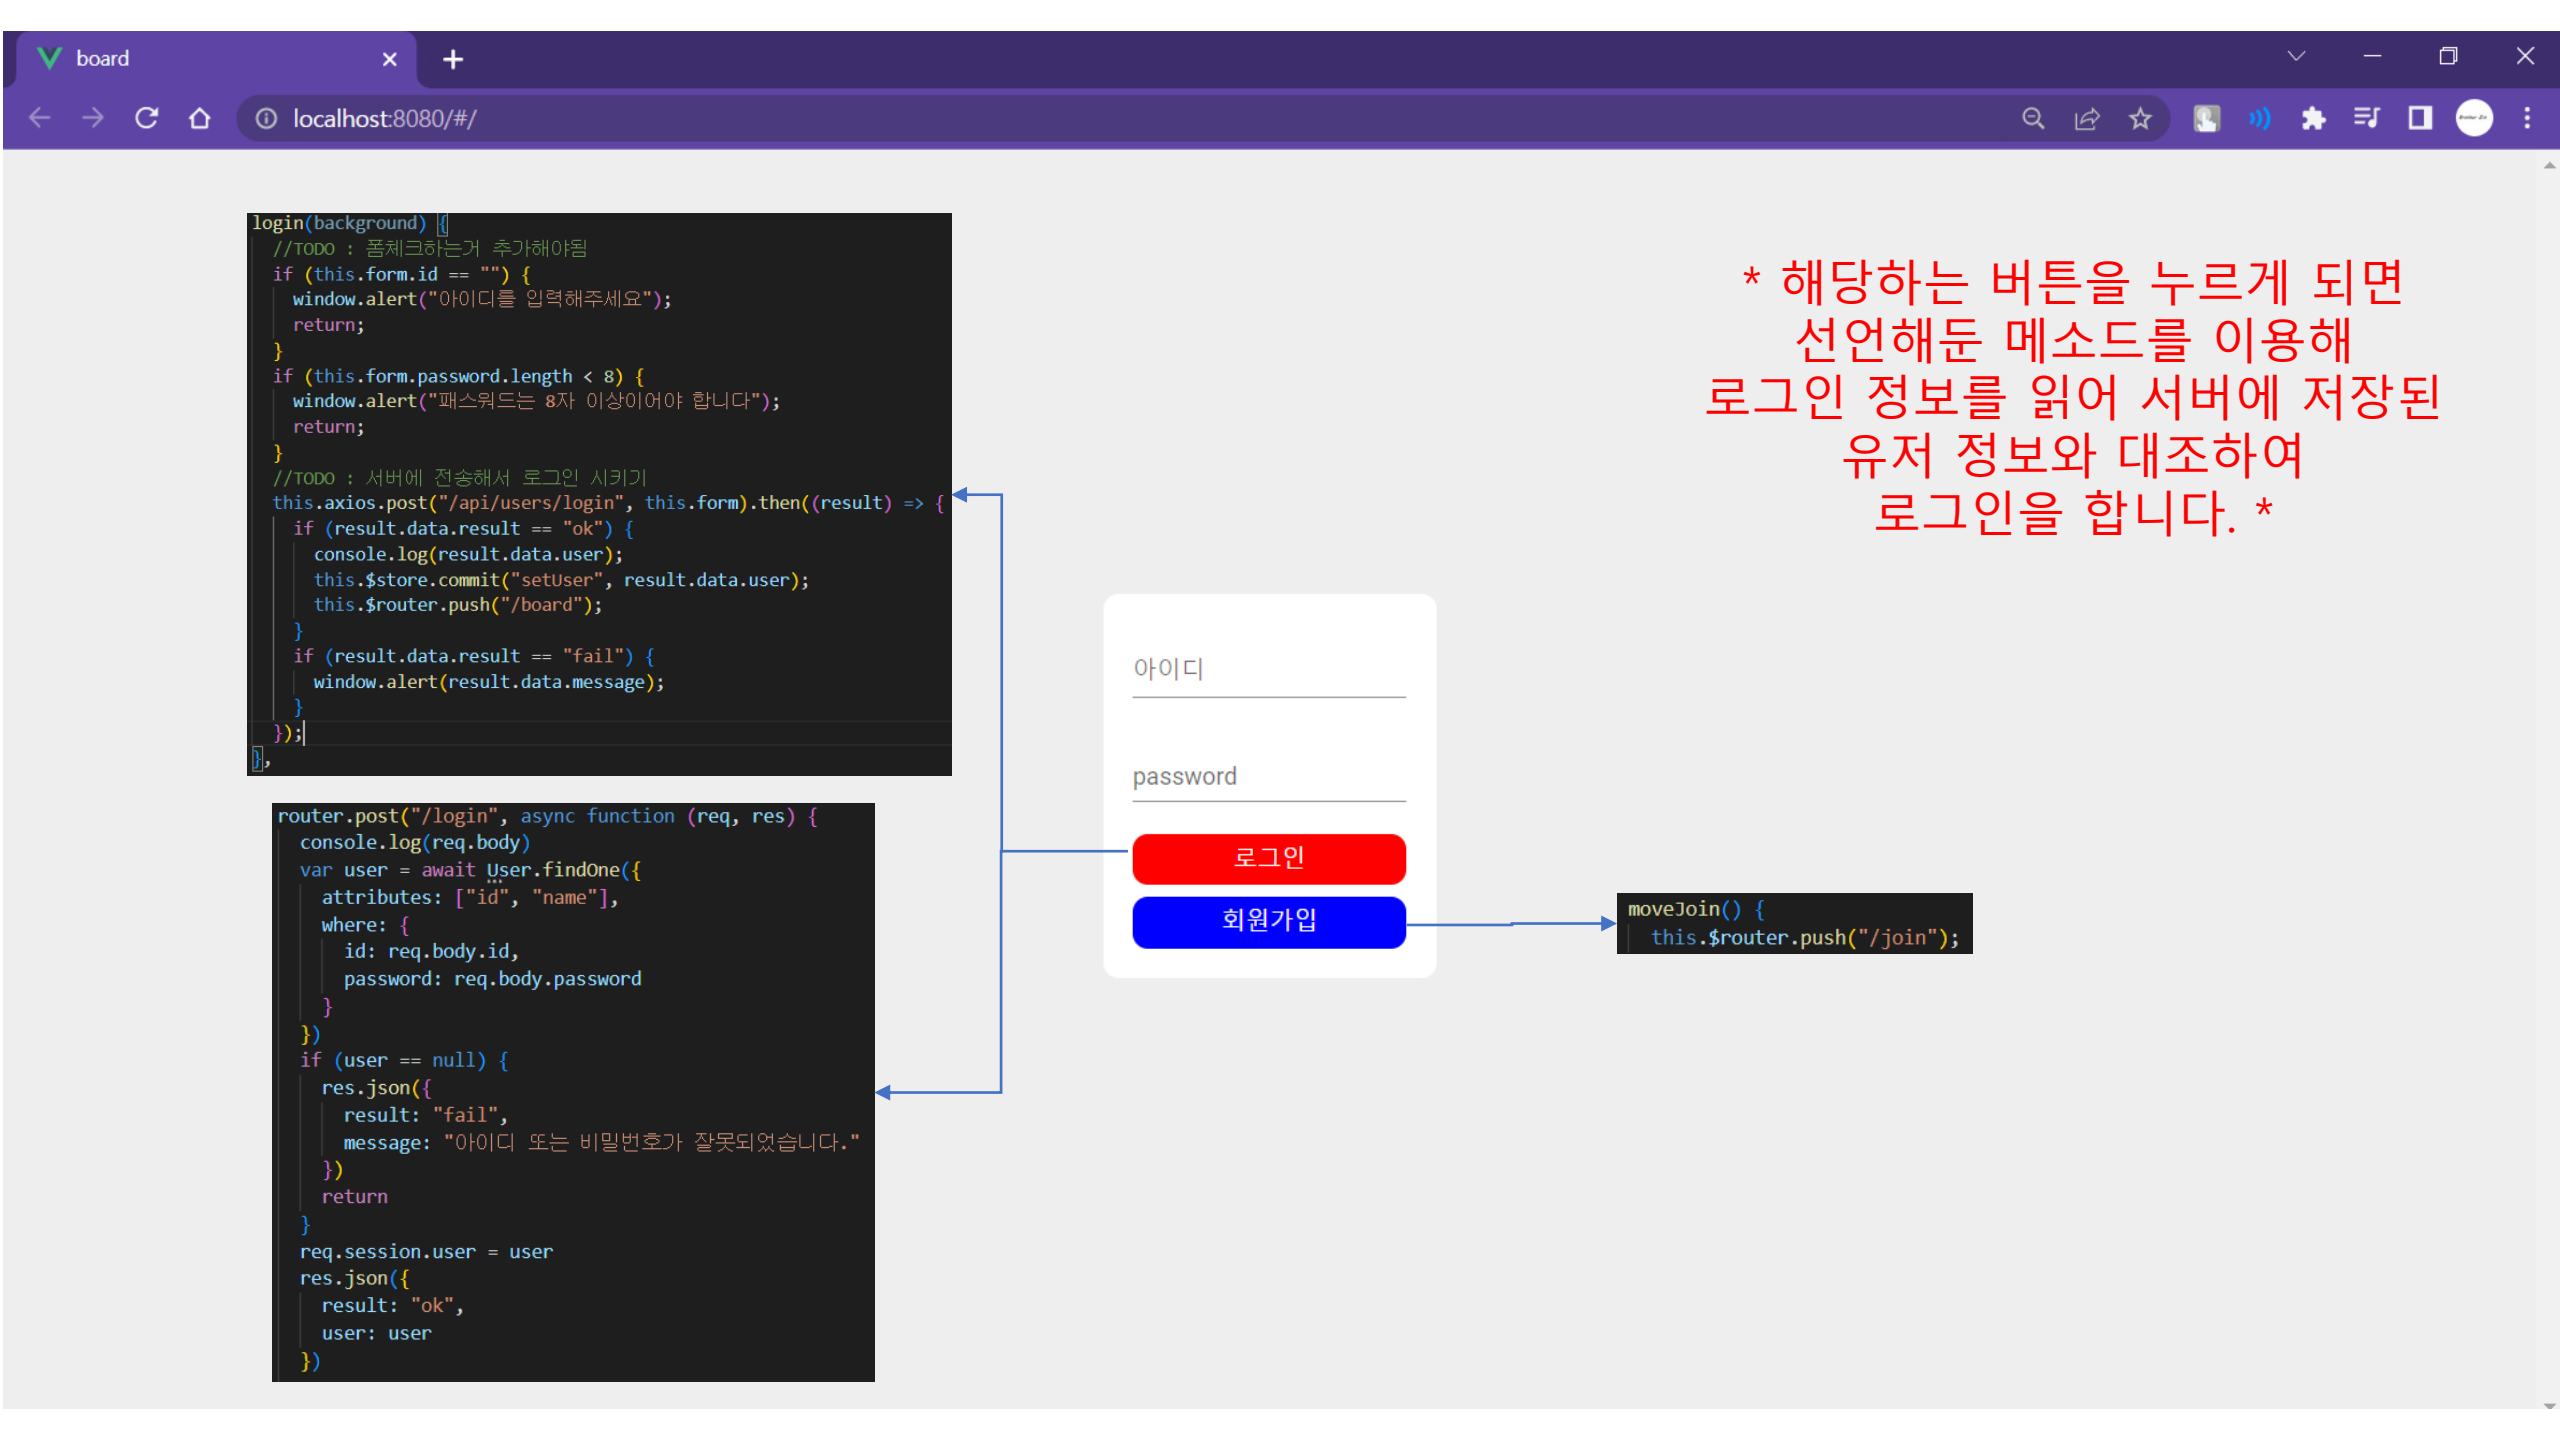 board
localhost:8080/#/
login(background) {
//TODO : 폼체크하는거 추가해야됨
if (this.form.id == "") {
window.alert("아이디를 입력해주세요");
return;
}
if (this.form.password.length < 8) {
window.alert("패스워드는 8자 이상이어야 합니다");
return;
}
//TODO : 서버에 전송해서 로그인 시키기
this.axios.post("/api/users/login", this.form).then((result) => {
if (result.data.result == "ok") {
console.log(result.data.user);
this.$store.commit("setUser", result.data.user);
this.$router.push("/board");
}
if (result.data.result == "fail") {
window.alert(result.data.message);
}
});
},
router.post("/login", async function (req, res) {
console.log(req.body)
var user = await User.findOne({
attributes: ["id", "name"],
where: {
id: req.body.id,
password: req.body.password
}
})
if (user == null) {
res.json({
result: "fail",
message: "아이디 또는 비밀번호가 잘못되었습니다."
})
return
}
req.session.user = user
res.json({
result: "ok",
user: user
})
* 해당하는 버튼을 누르게 되면
선언해둔 메소드를 이용해
로그인 정보를 읽어 서버에 저장된
유저 정보와 대조하여
로그인을 합니다. *
아이디
password
로그인
회원가입
moveJoin() {
this.$router.push("/join");